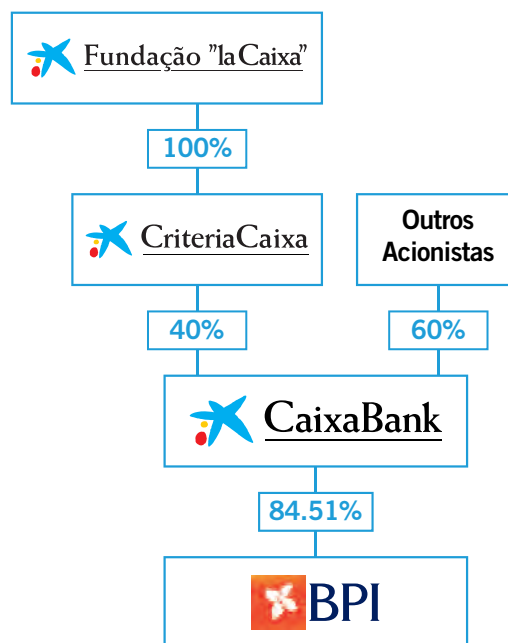 Fundação "laCaixa"
100%
CriteriaCaixa
Outros
Acionistas
40%
60%
CaixaBank
84.51%
BPI